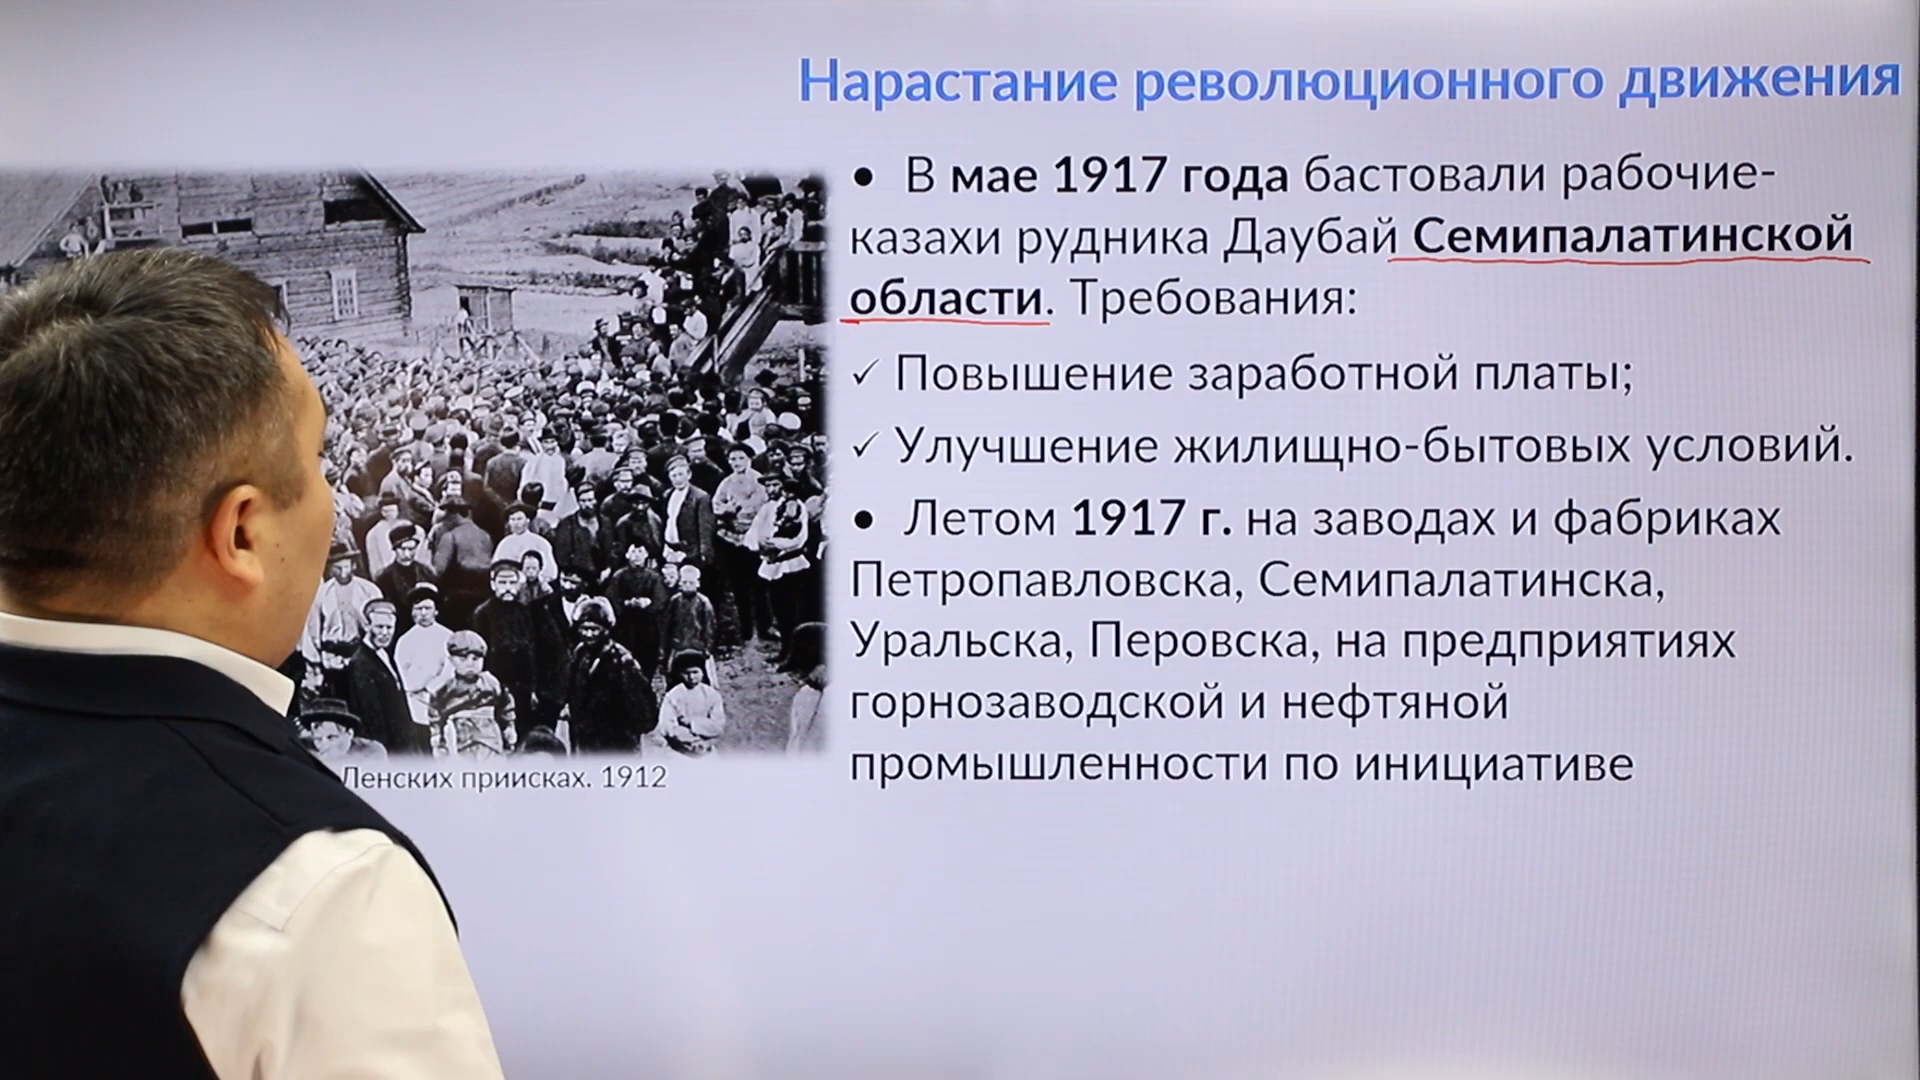 Нарастание революционного движения
• В мае 1917 года бастовали рабочие-
казахи рудника Даубай Семипалатинской
области. Требования:
✓ Повышение заработной платы;
✓ Улучшение жилищно-бытовых условий.
• Летом 1917 г. на заводах и фабриках
Петропавловска, Семипалатинска,
Уральска, Перовска, на предприятиях
горнозаводской и нефтяной
промышленности по инициативе
Ленских приисках. 1912